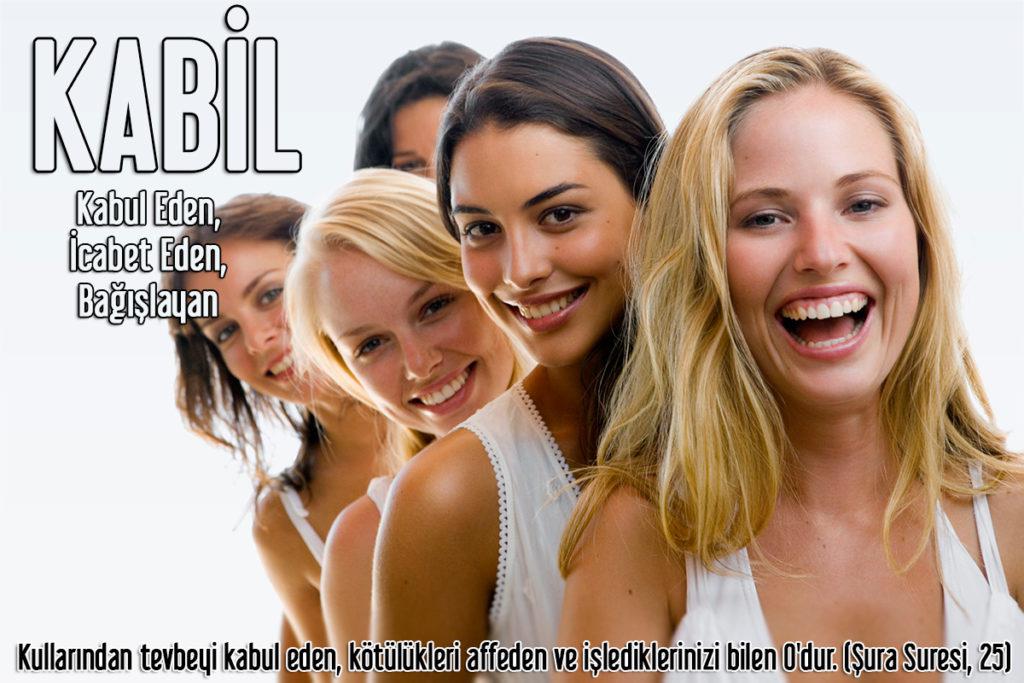 KABİL
Kabul Eden,
İcabet Eden,
Bağışlayan
Kullarından tevbeyi kabul eden, kötülükleri affeden ve işlediklerinizi bilen O'dur. (Şura Suresi, 25)